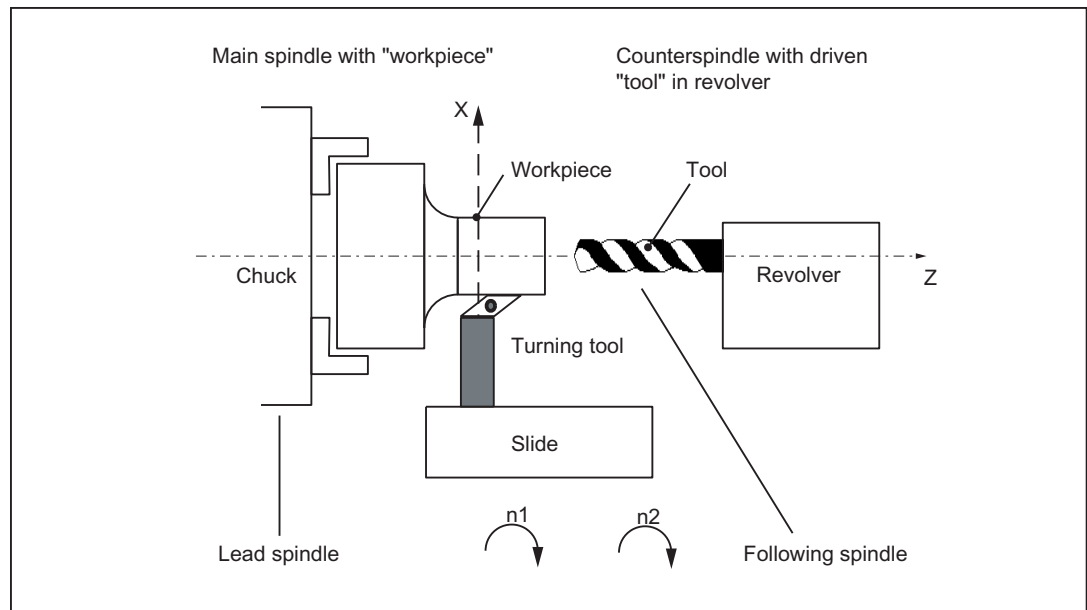 Main spindle with "workpiece"
Counterspindle with driven
"tool" in revolver
X
Workpiece
Tool
Chuck
Revolver
Z
Turning tool
Slide
n1
n2
Lead spindle
Following spindle